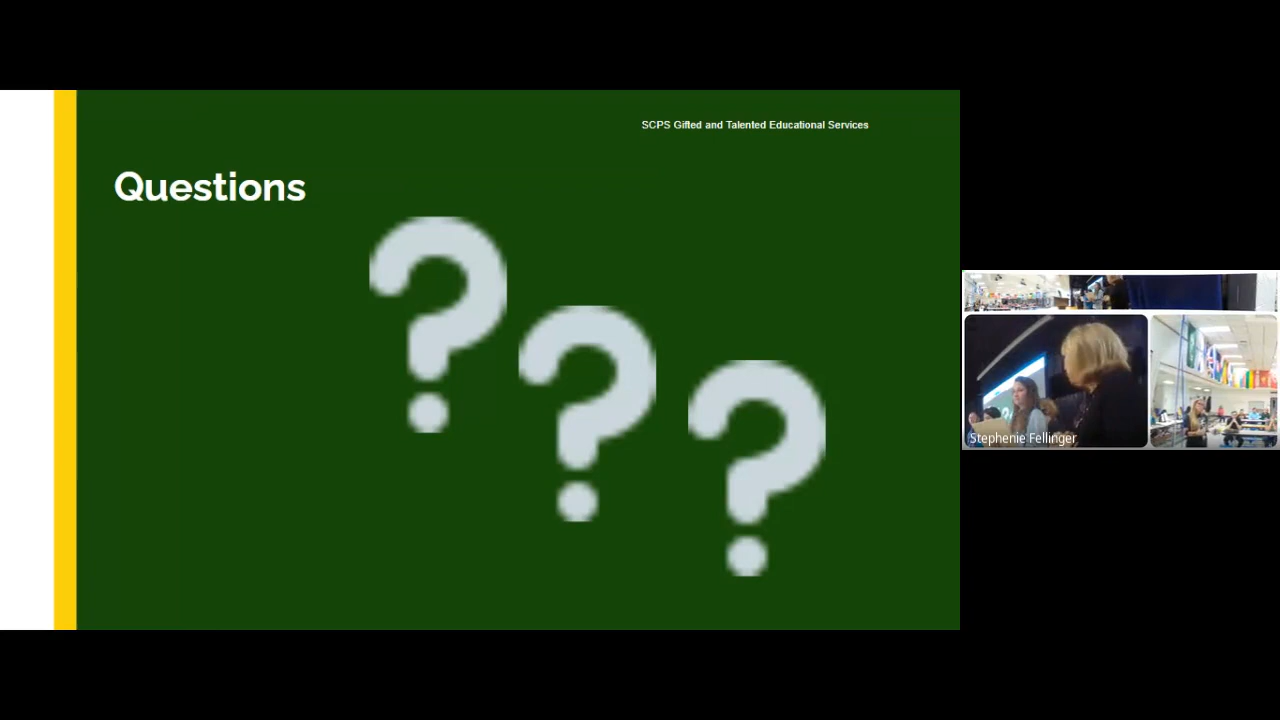 SCPS Gifted and Talented Educational Services
Questions
???
Stephenie Fellinger